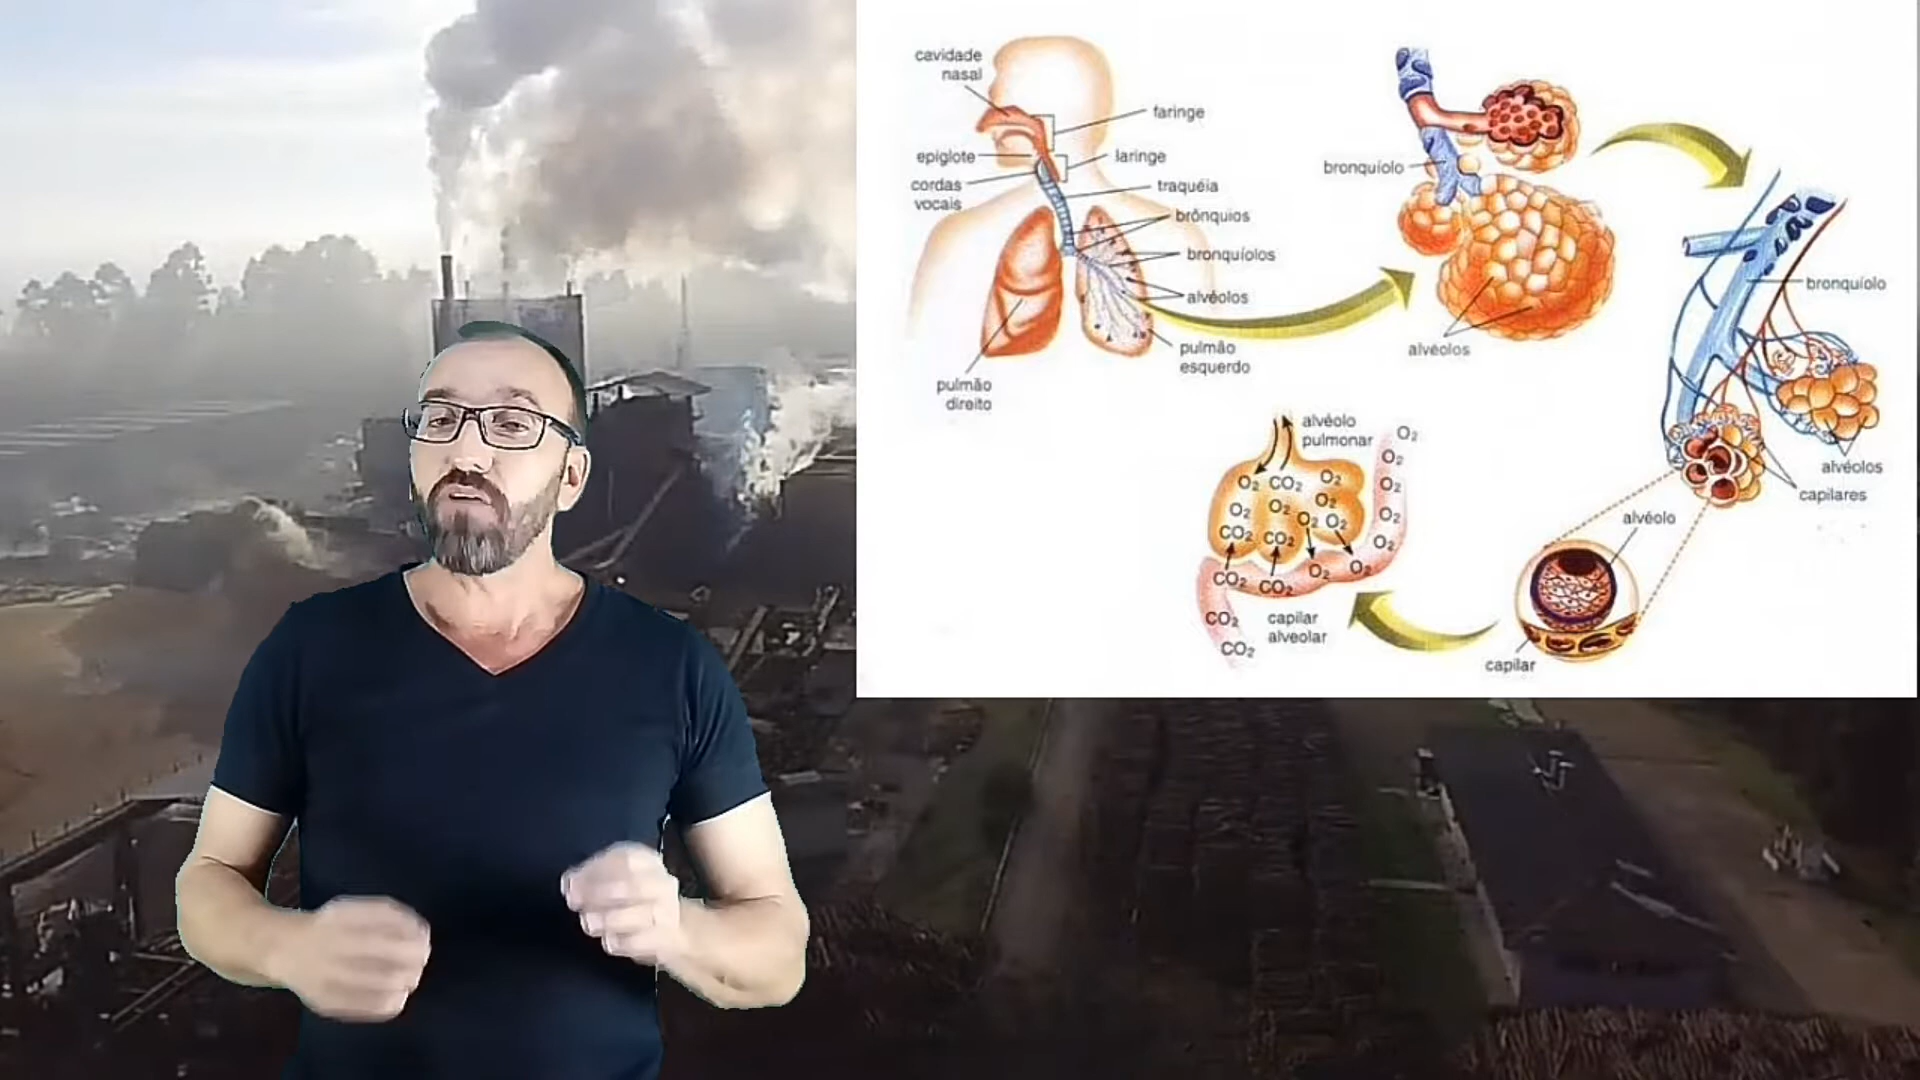 cavidade
nasal
faringe
epiglote
laringe
cordas
vocais
traquéia
brônquios
bronquíolos
alvéolos
pulmão
esquerdo
pulmão
direito
bronquíolo
alvéolos
bronquíolo
alvéolos
capilares
alvéolo
capilar
alvéolo
pulmonar
O2
O2
O2
O2
O2
O2 CO2 O2
O2 O2 O2
O2 O2
CO2 CO2
CO2 CO2 O2 O2
CO2
CO2
capilar
alveolar